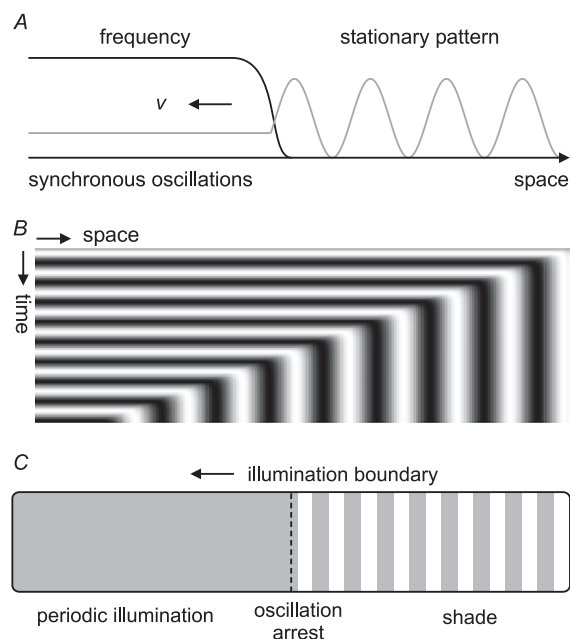 A
frequency
stationary pattern
v
synchronous oscillations
space
B
space
time
C
illumination boundary
periodic illumination
oscillation
arrest
shade